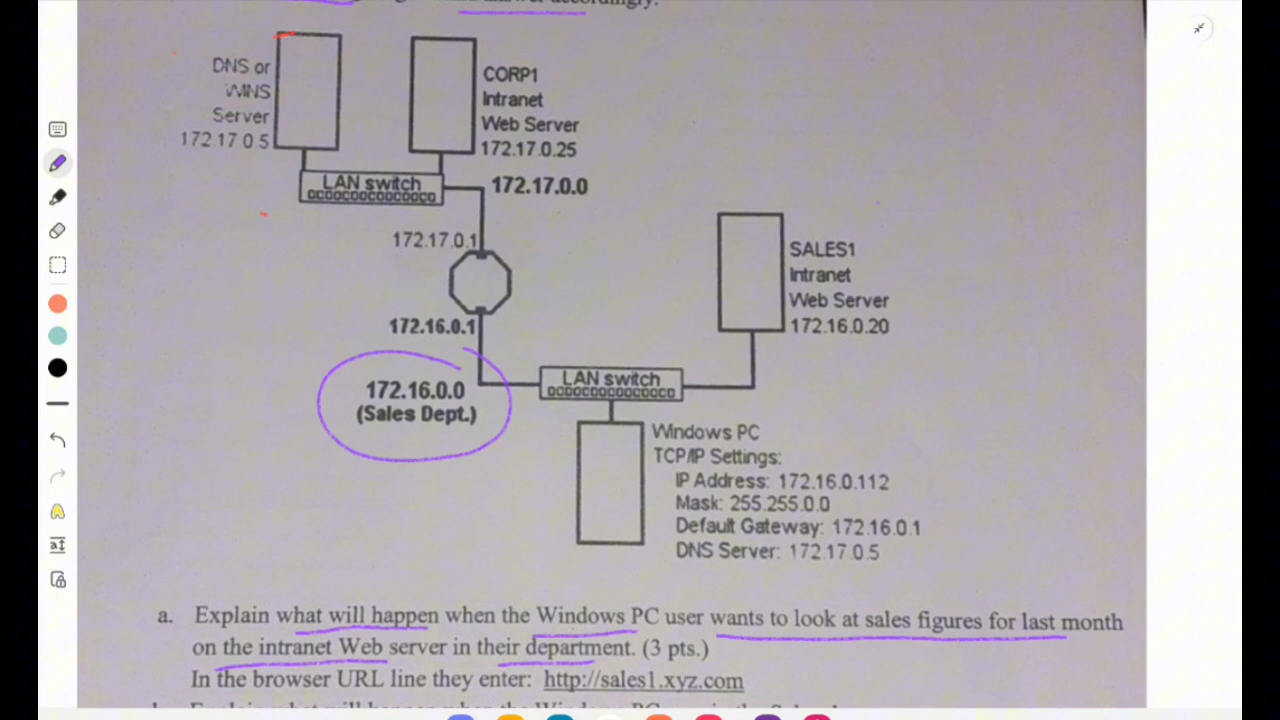 accordingly.
DNS or
WINS
Server
172.17.0.5
CORP1
Intranet
Web Server
172.17.0.25
LAN switch
172.17.0.0
172.17.0.1
172.16.0.1
SALES1
Intranet
Web Server
172.16.0.20
172.16.0.0
(Sales Dept.)
LAN switch
Windows PC
TCP/IP Settings:
IP Address: 172.16.0.112
Mask: 255.255.0.0
Default Gateway: 172.16.0.1
DNS Server: 172.17.0.5
a. Explain what will happen when the Windows PC user wants to look at sales figures for last month
on the intranet Web server in their department. (3 pts.)
In the browser URL line they enter: http://sales1.xyz.com